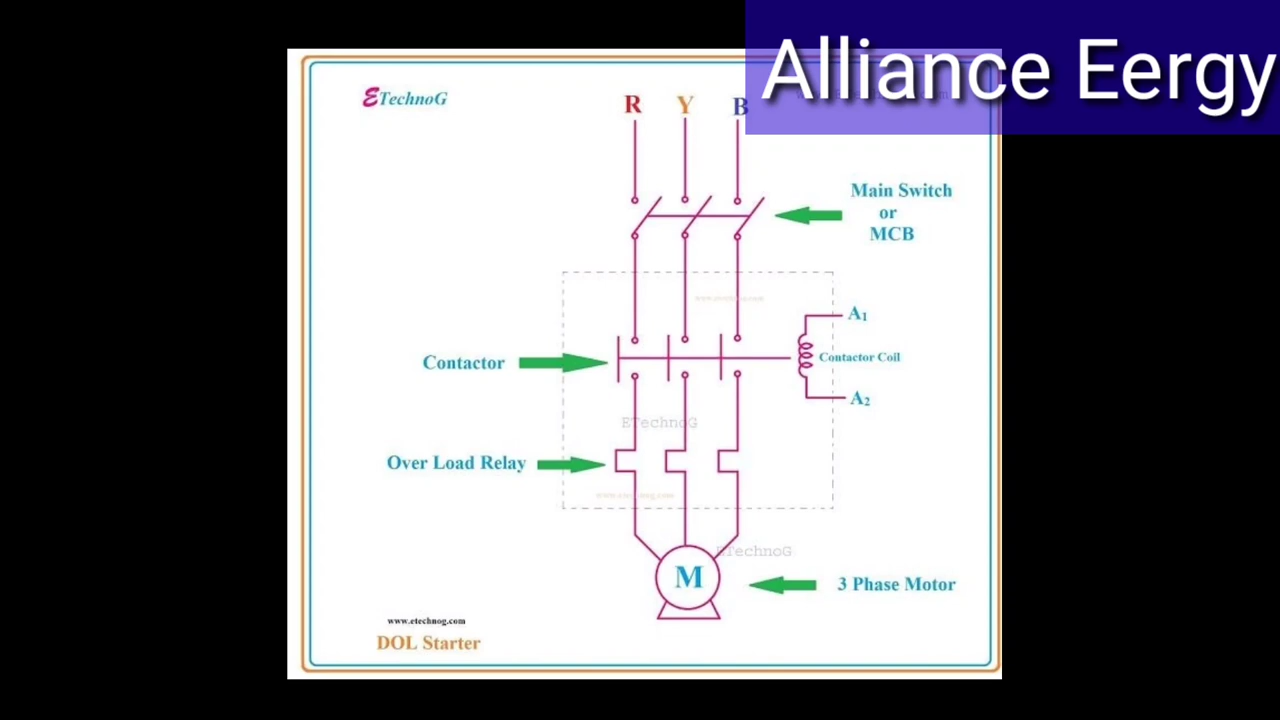 Alliance Eergy
ETechnoG
R Y B
Main Switch
or
MCB
A1
Contactor
Contactor Coil
A2
ETechnoG
Over Load Relay
ETechnoG
M
3 Phase Motor
www.etechnog.com
DOL Starter